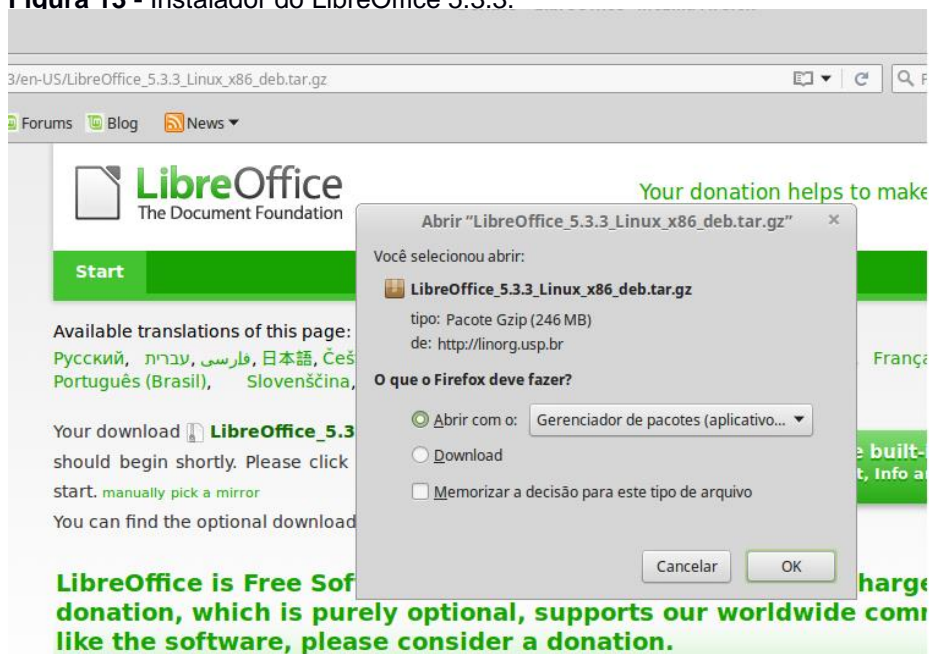 Figura 13 - Instalador do LibreOffice 5.3.3.
3/en-US/LibreOffice_5.3.3_Linux_x86_deb.tar.gz
Forums Blog News
LibreOffice
The Document Foundation
Your donation helps to make
Start
Abrir “LibreOffice_5.3.3_Linux_x86_deb.tar.gz”
Você selecionou abrir:
LibreOffice_5.3.3_Linux_x86_deb.tar.gz
tipo: Pacote Gzip (246 MB)
de: http://linorg.usp.br
O que o Firefox deve fazer?
Abrir com o: Gerenciador de pacotes (aplicativo...
Download
Memorizar a decisão para este tipo de arquivo
Cancelar OK
Available translations of this page:
Русский, עברית, فارسی, 日本語, Češ
França
Português (Brasil), Slovenščina,
Your download LibreOffice_5.3
should begin shortly. Please click
start. manually pick a mirror
You can find the optional download
built-i
t, Info a
LibreOffice is Free Sof
harge
donation, which is purely optional, supports our worldwide comm
like the software, please consider a donation.